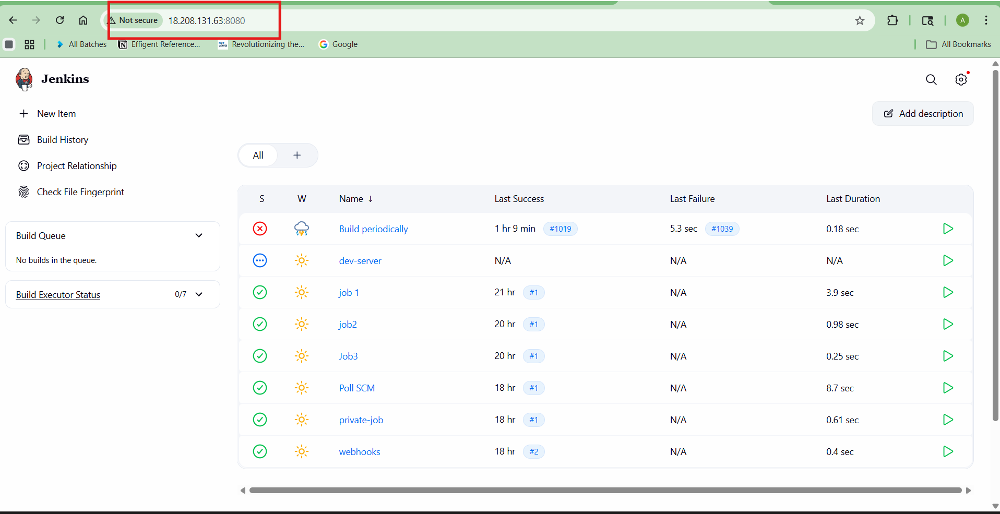 Not secure 18.208.131.63:8080
A
All Batches Effigent Reference... NXT WAVE Revolutionizing the... Google All Bookmarks
Jenkins
New Item
Add description
Build History
All +
Project Relationship
Check File Fingerprint
S W Name ↓ Last Success Last Failure Last Duration
Build periodically 1 hr 9 min #1019 5.3 sec #1039 0.18 sec
Build Queue
No builds in the queue.
dev-server N/A N/A N/A
Build Executor Status 0/7
job 1 21 hr #1 N/A 3.9 sec
job2 20 hr #1 N/A 0.98 sec
Job3 20 hr #1 N/A 0.25 sec
Poll SCM 18 hr #1 N/A 8.7 sec
private-job 18 hr #1 N/A 0.61 sec
webhooks 18 hr #2 N/A 0.4 sec